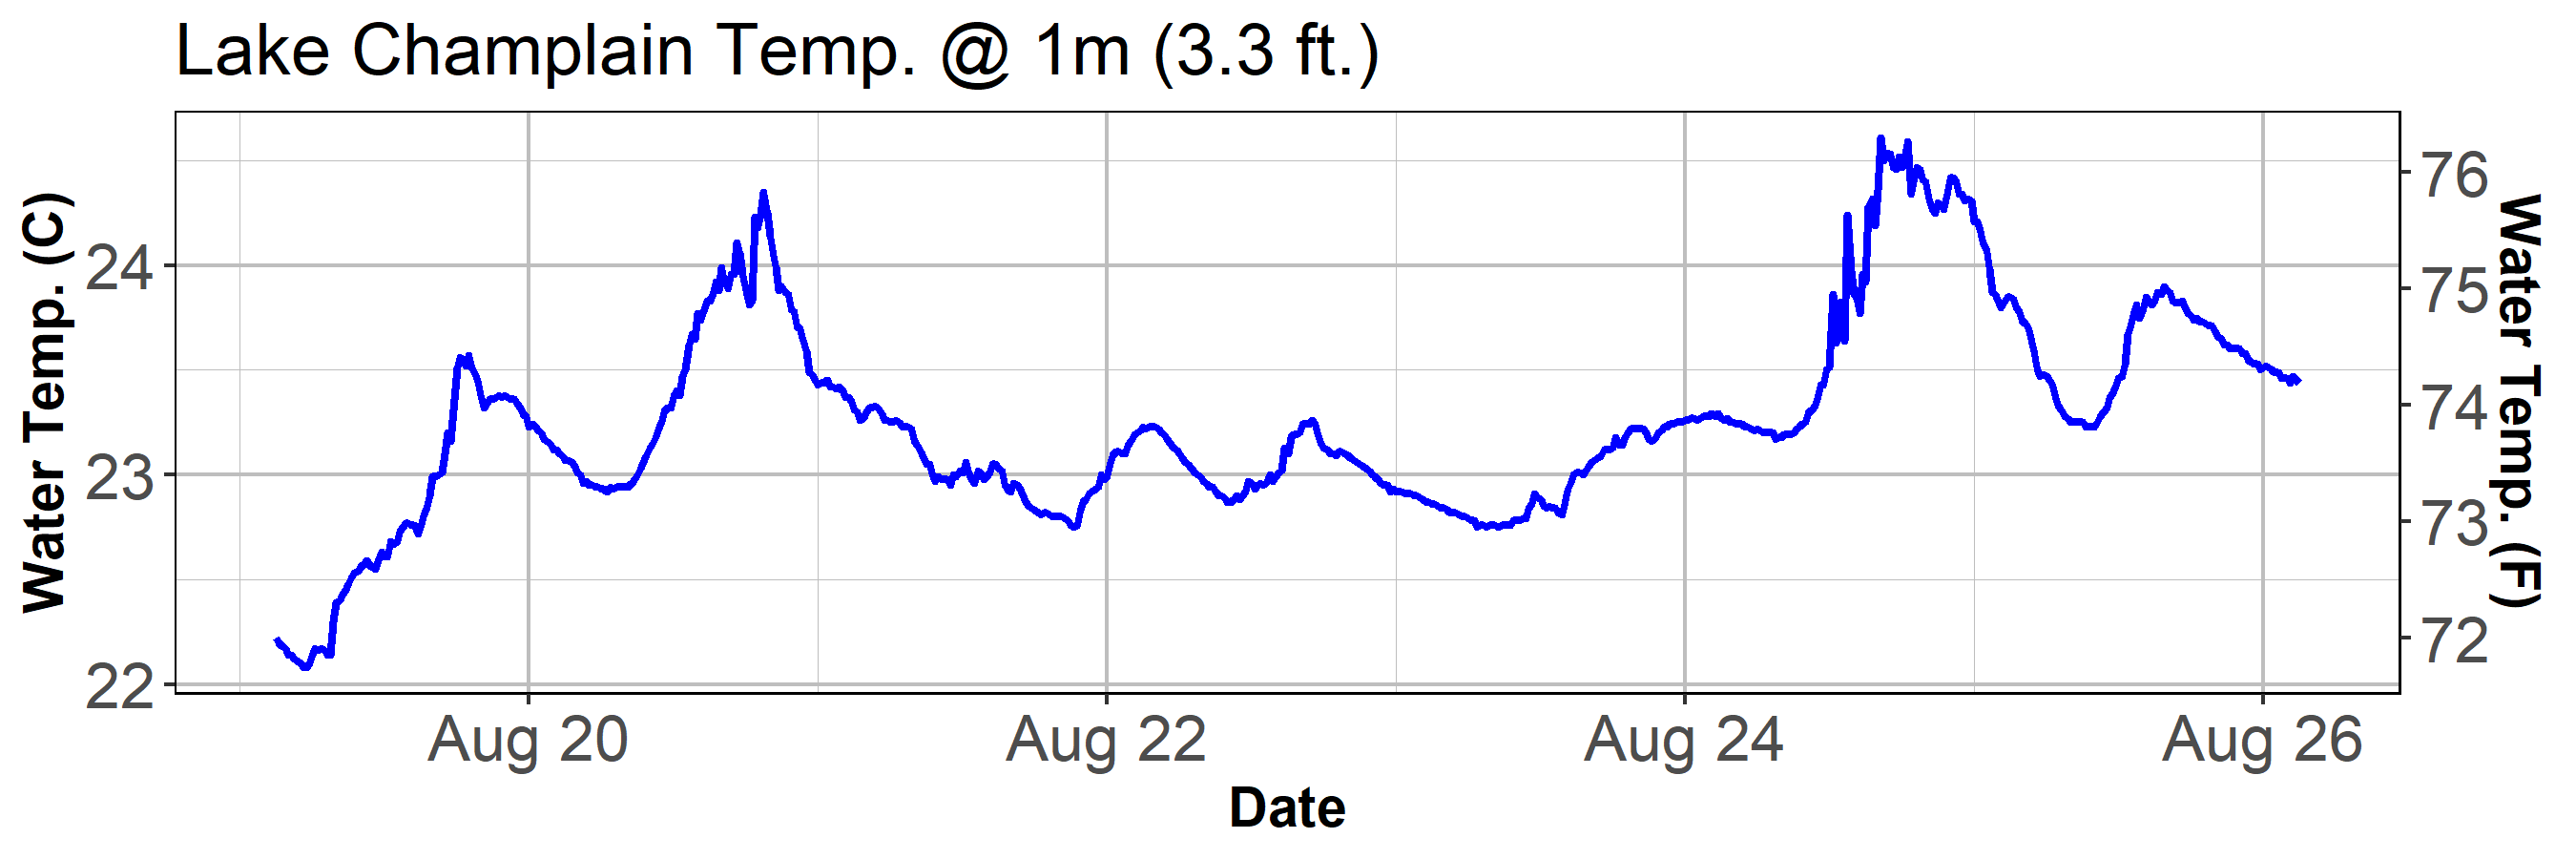 Lake Champlain Temp. @ 1m (3.3 ft.)
Water Temp. (C)
24
23
22
76
75
74
73
72
Water Temp. (F)
Aug 20 Aug 22 Aug 24 Aug 26
Date